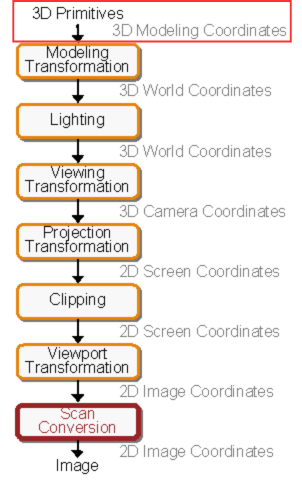 3D Primitives
3D Modeling Coordinates
Modeling
Transformation
3D World Coordinates
Lighting
3D World Coordinates
Viewing
Transformation
3D Camera Coordinates
Projection
Transformation
2D Screen Coordinates
Clipping
2D Screen Coordinates
Viewport
Transformation
2D Image Coordinates
Scan
Conversion
2D Image Coordinates
Image